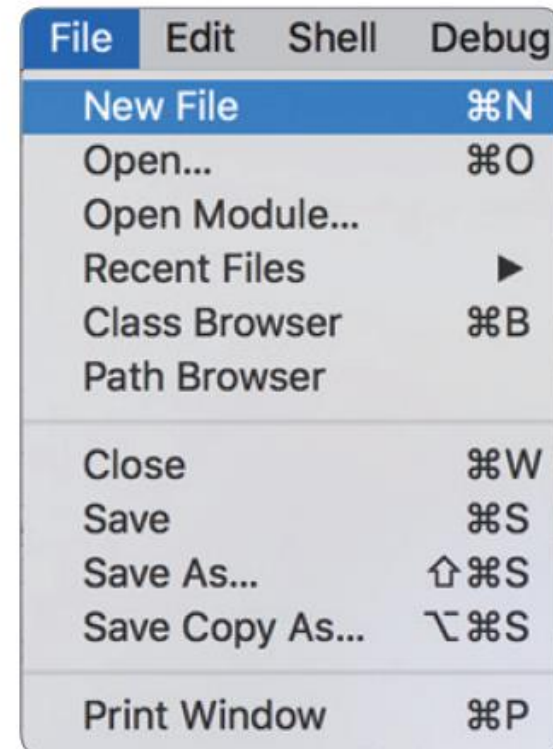 File Edit Shell Debug
New File ⌘N
Open... ⌘O
Open Module...
Recent Files ▶
Class Browser ⌘B
Path Browser
Close ⌘W
Save ⌘S
Save As... ⇧⌘S
Save Copy As... ⌥⌘S
Print Window ⌘P